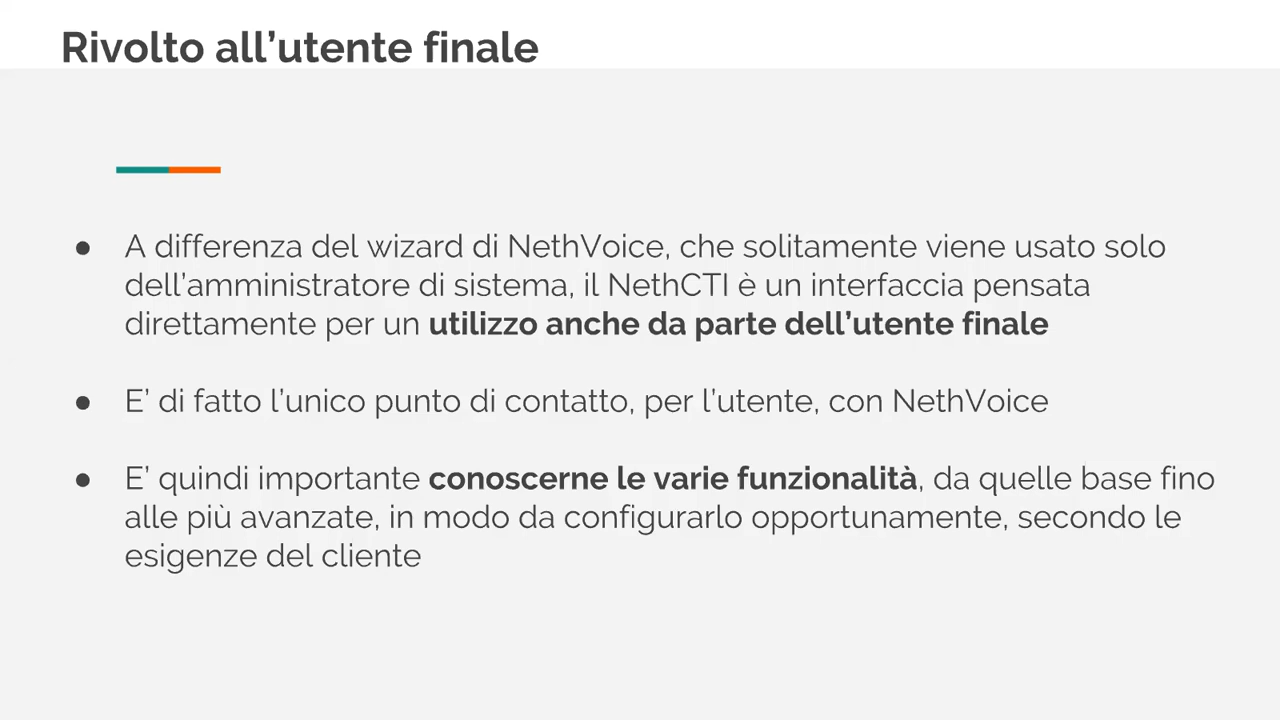 Rivolto all’utente finale
● A differenza del wizard di NethVoice, che solitamente viene usato solo
dell’amministratore di sistema, il NethCTI è un interfaccia pensata
direttamente per un utilizzo anche da parte dell’utente finale
● E’ di fatto l’unico punto di contatto, per l’utente, con NethVoice
● E’ quindi importante conoscerne le varie funzionalità, da quelle base fino
alle più avanzate, in modo da configurarlo opportunamente, secondo le
esigenze del cliente